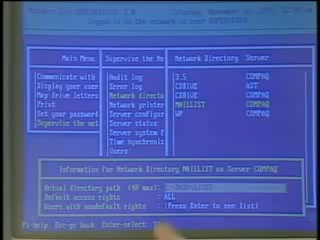 Logged in to the network as user SUPERVISOR
Main Menu
Supervise the Ne
Network Directory Server
Communicate with
Display your user
Map drive letters
Print
Set your password
Supervise the net
Audit log
Error log
Network directo
Network printer
Server configur
Server status
Server system f
Time synchroniz
Users
3.5 COMPAQ
CDRIVE AST
CDRIVE COMPAQ
MAILLIST COMPAQ
WP COMPAQ
Information for Network Directory MAILLIST on Server COMPAQ
Actual directory path (49 max):
Default access rights : ALL
Users with nondefault rights : (Press Enter to see list)
F1-help Esc-go back Enter-select